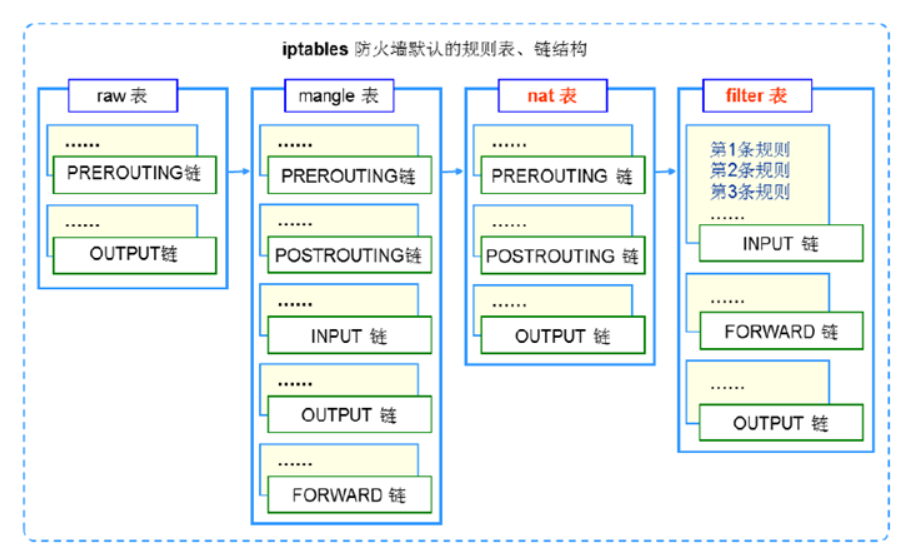 iptables 防火墙默认的规则表、链结构
raw 表
......
PREROUTING链
......
OUTPUT链
mangle 表
......
PREROUTING链
......
POSTROUTING链
......
INPUT 链
......
OUTPUT 链
......
FORWARD 链
nat 表
......
PREROUTING 链
......
POSTROUTING 链
......
OUTPUT 链
filter 表
第1条规则
第2条规则
第3条规则
......
INPUT 链
......
FORWARD 链
......
OUTPUT 链